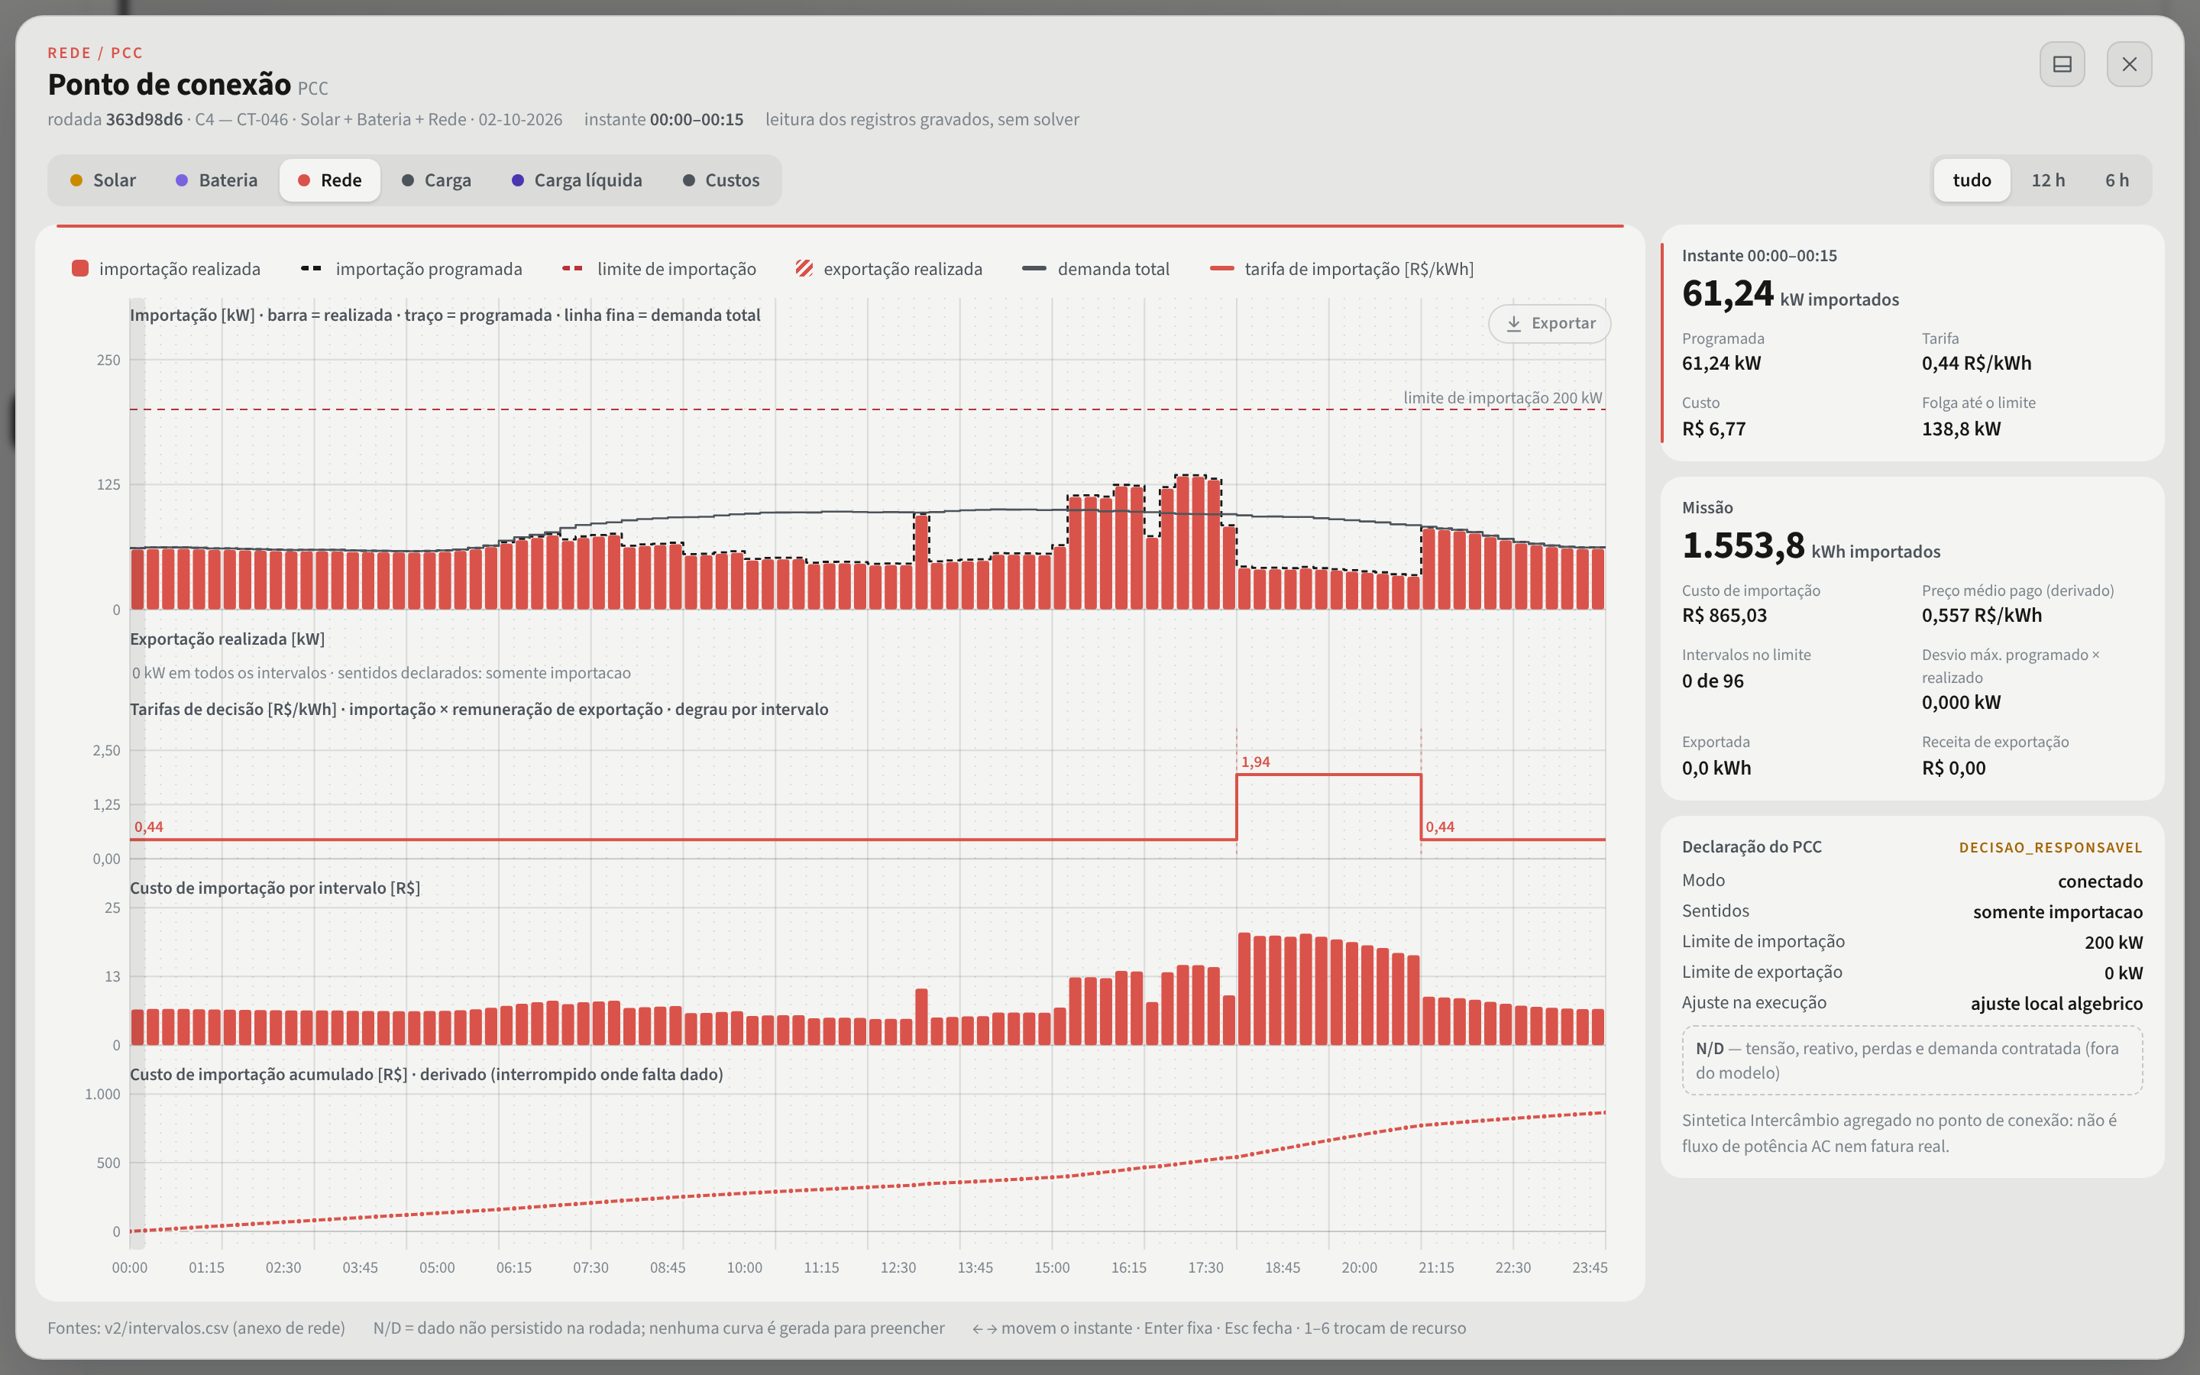 REDE / PCC
Ponto de conexão PCC
rodada 363d98d6 · C4 — CT-046 · Solar + Bateria + Rede · 02-10-2026 instante 00:00–00:15 leitura dos registros gravados, sem solver
Solar Bateria Rede Carga Carga líquida Custos
tudo 12 h 6 h
importação realizada importação programada limite de importação exportação realizada demanda total tarifa de importação [R$/kWh]
Importação [kW] · barra = realizada · traço = programada · linha fina = demanda total
Exportar
250
limite de importação 200 kW
125
0
Exportação realizada [kW]
0 kW em todos os intervalos · sentidos declarados: somente importacao
Tarifas de decisão [R$/kWh] · importação × remuneração de exportação · degrau por intervalo
2,50
1,94
1,25
0,44
0,44
0,00
Custo de importação por intervalo [R$]
25
13
0
Custo de importação acumulado [R$] · derivado (interrompido onde falta dado)
1.000
500
0
00:00 01:15 02:30 03:45 05:00 06:15 07:30 08:45 10:00 11:15 12:30 13:45 15:00 16:15 17:30 18:45 20:00 21:15 22:30 23:45
Instante 00:00–00:15
61,24 kW importados
Programada Tarifa
61,24 kW 0,44 R$/kWh
Custo Folga até o limite
R$ 6,77 138,8 kW
Missão
1.553,8 kWh importados
Custo de importação Preço médio pago (derivado)
R$ 865,03 0,557 R$/kWh
Intervalos no limite Desvio máx. programado ×
realizado
0 de 96
0,000 kW
Exportada Receita de exportação
0,0 kWh R$ 0,00
Declaração do PCC DECISAO_RESPONSAVEL
Modo conectado
Sentidos somente importacao
Limite de importação 200 kW
Limite de exportação 0 kW
Ajuste na execução ajuste local algebrico
N/D — tensão, reativo, perdas e demanda contratada (fora
do modelo)
Sintetica Intercâmbio agregado no ponto de conexão: não é
fluxo de potência AC nem fatura real.
Fontes: v2/intervalos.csv (anexo de rede) N/D = dado não persistido na rodada; nenhuma curva é gerada para preencher ←→ movem o instante · Enter fixa · Esc fecha · 1–6 trocam de recurso